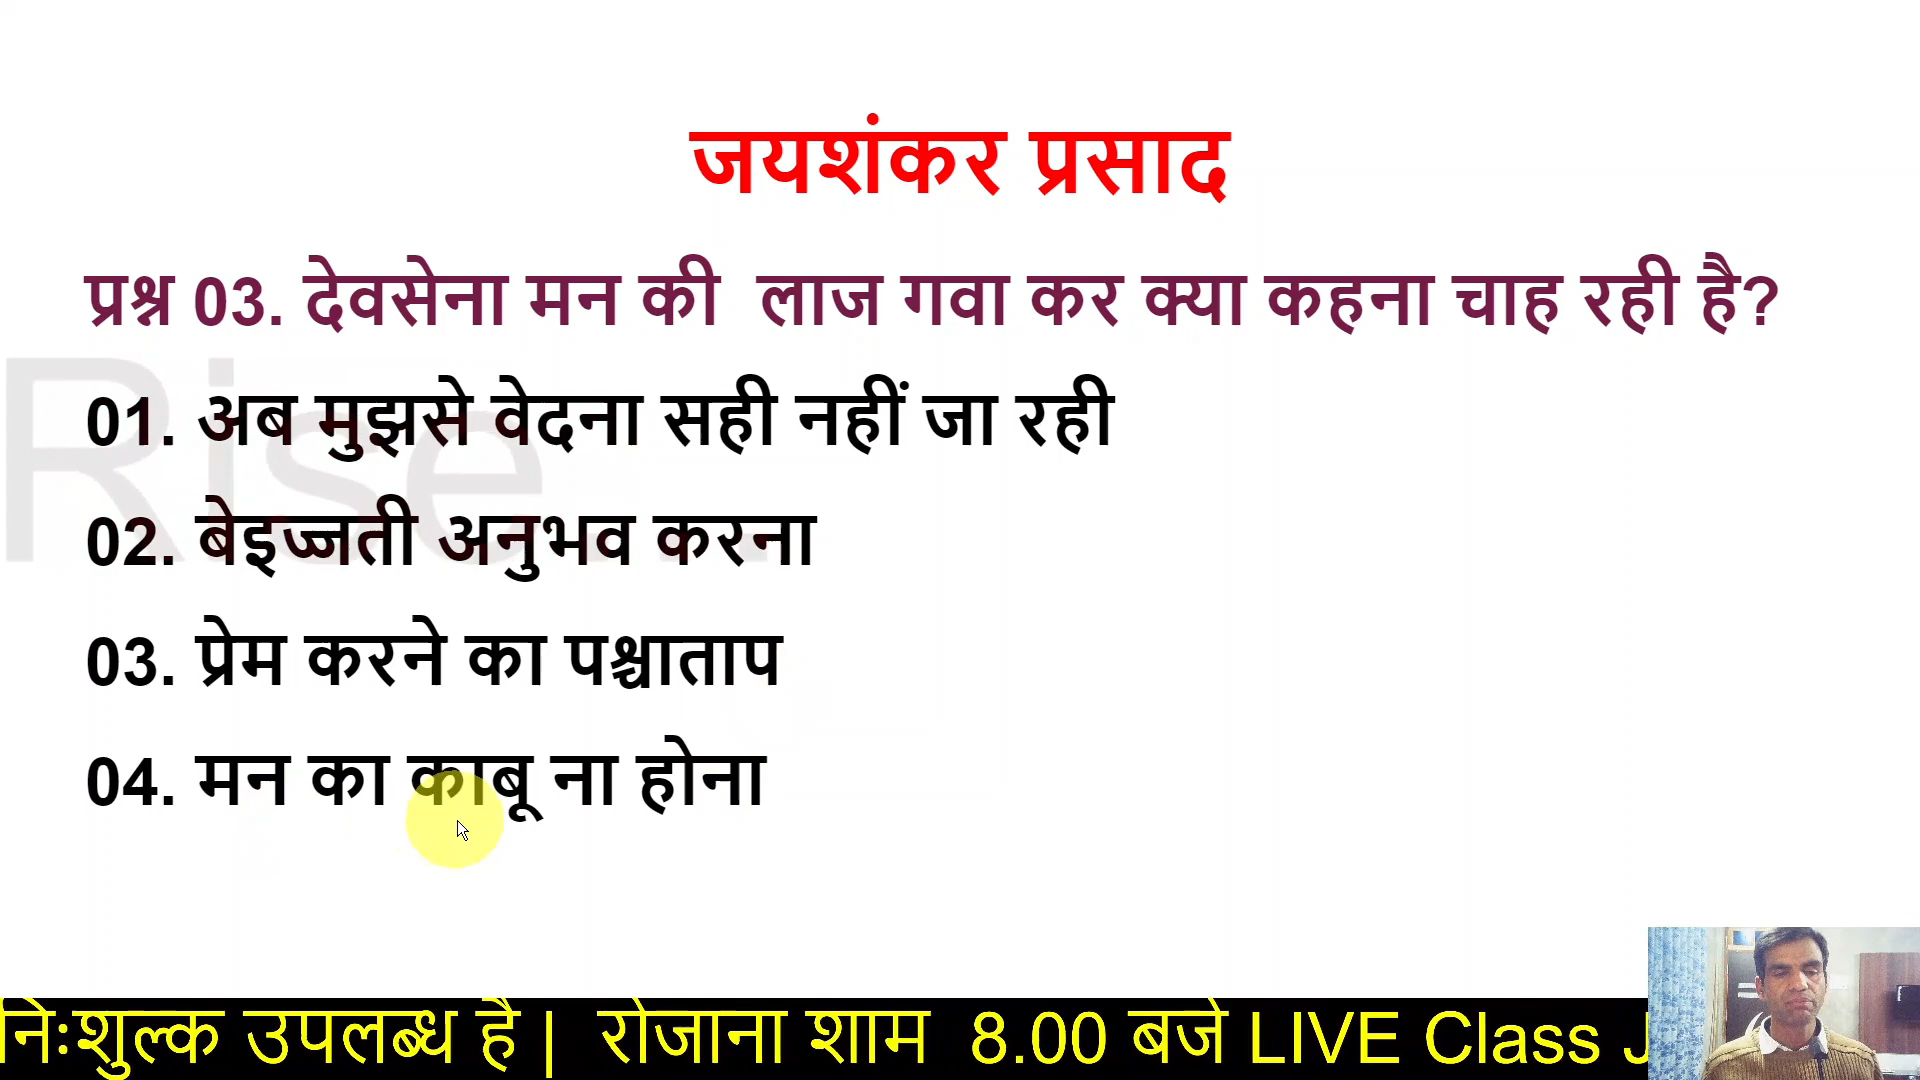 जयशंकर प्रसाद
प्रश्न 03. देवसेना मन की लाज गवा कर क्या कहना चाह रही है?
01. अब मुझसे वेदना सही नहीं जा रही
02. बेइज्जती अनुभव करना
03. प्रेम करने का पश्चाताप
04. मन का काबू ना होना
Rise
निःशुल्क उपलब्ध है | रोजाना शाम 8.00 बजे LIVE Class J